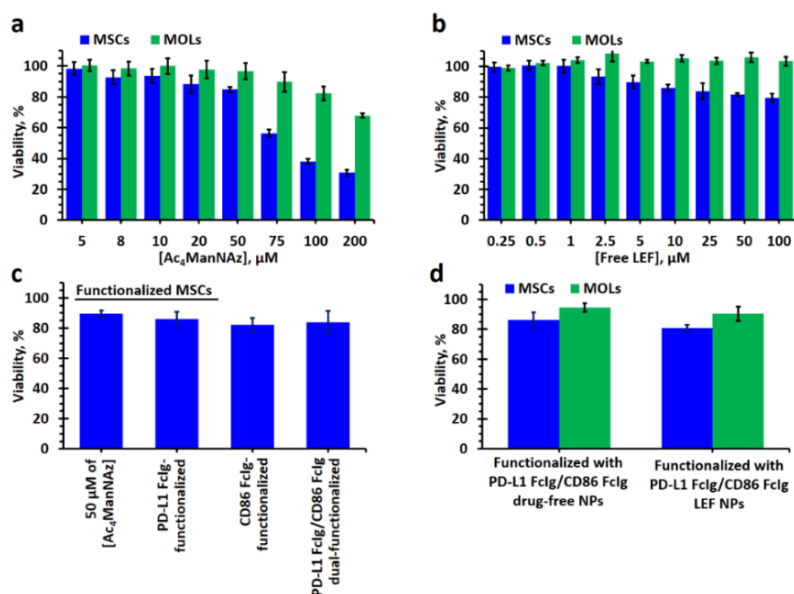 a
MSCs MOLs
Viability, %
100
80
60
40
20
0
5 8 10 20 50 75 100 200
[Ac₄ManNAz], µM
b
MSCs MOLs
Viability, %
100
80
60
40
20
0
0.25 0.5 1 2.5 5 10 25 50 100
[Free LEF], µM
c
Functionalized MSCs
Viability, %
100
80
60
40
20
0
50 µM of
[Ac₄ManNAz]
PD-L1 FcIg-
functionalized
CD86 FcIg-
functionalized
PD-L1 FcIg/CD86 FcIg
dual-functionalized
d
MSCs MOLs
Viability, %
100
80
60
40
20
0
Functionalized with
PD-L1 FcIg/CD86 FcIg
drug-free NPs
Functionalized with
PD-L1 FcIg/CD86 FcIg
LEF NPs